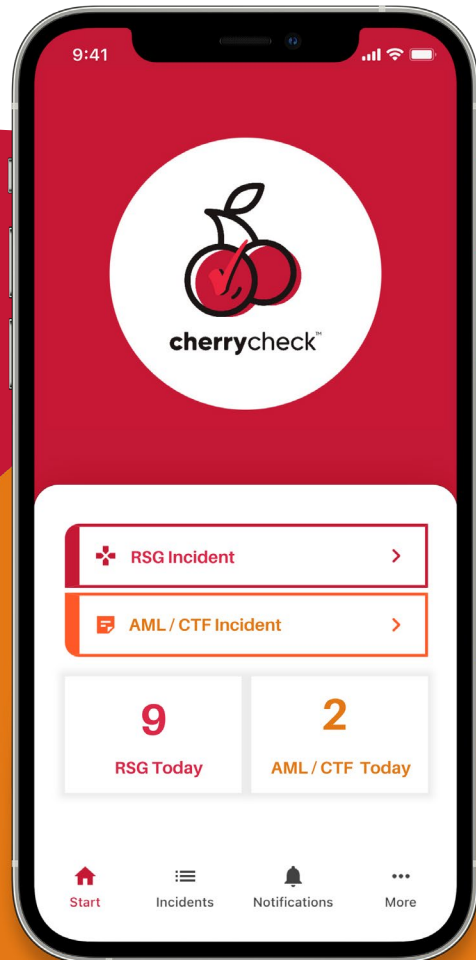 9:41
cherrycheck™
RSG Incident
AML / CTF Incident
9
2
RSG Today
AML / CTF Today
Start
Incidents
Notifications
More